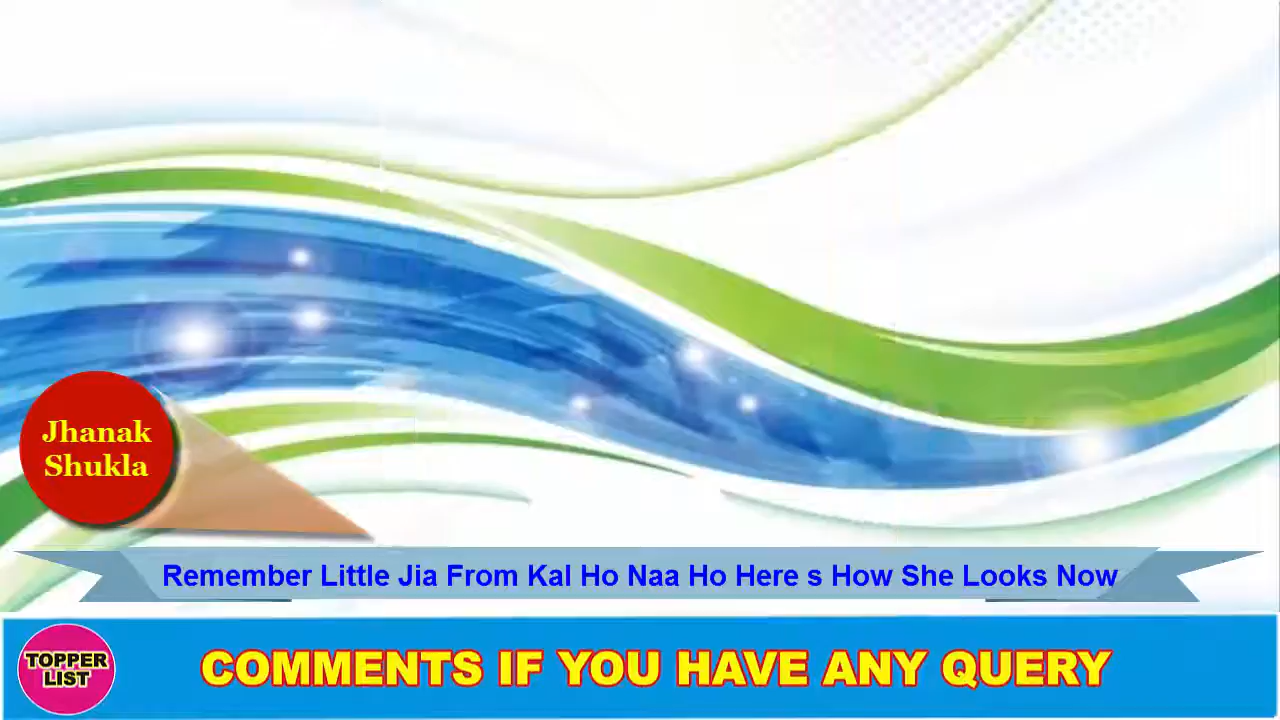 Jhanak
Shukla
Remember Little Jia From Kal Ho Naa Ho Here s How She Looks Now
TOPPER
LIST
COMMENTS IF YOU HAVE ANY QUERY